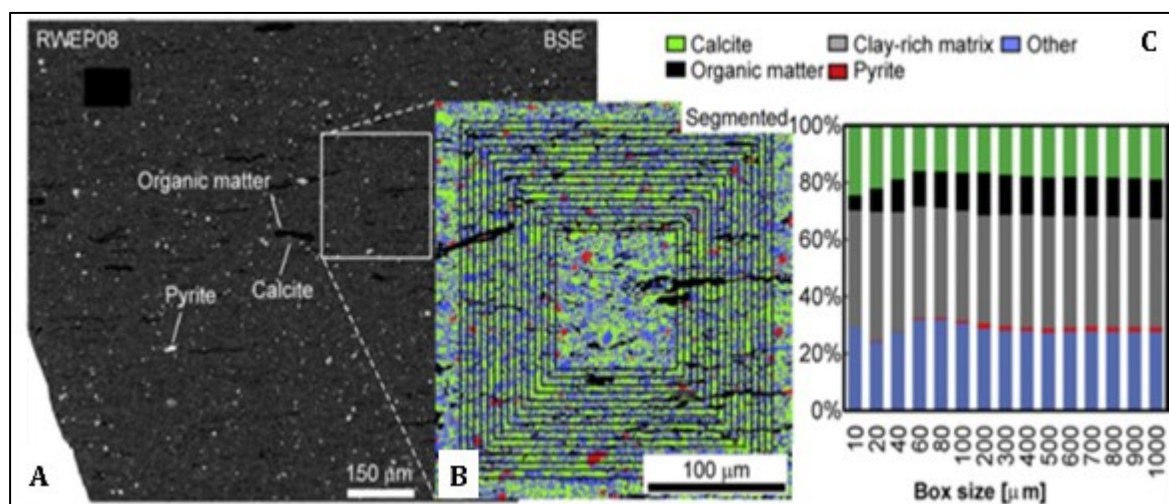 RWEP08
BSE
Organic matter
Calcite
Pyrite
150 μm
A
Calcite
Clay-rich matrix
Other
Organic matter
Pyrite
C
Segmented
100 μm
B
100%
80%
60%
40%
20%
0%
10
20
40
60
80
100
200
300
400
500
600
700
800
900
1000
Box size [μm]